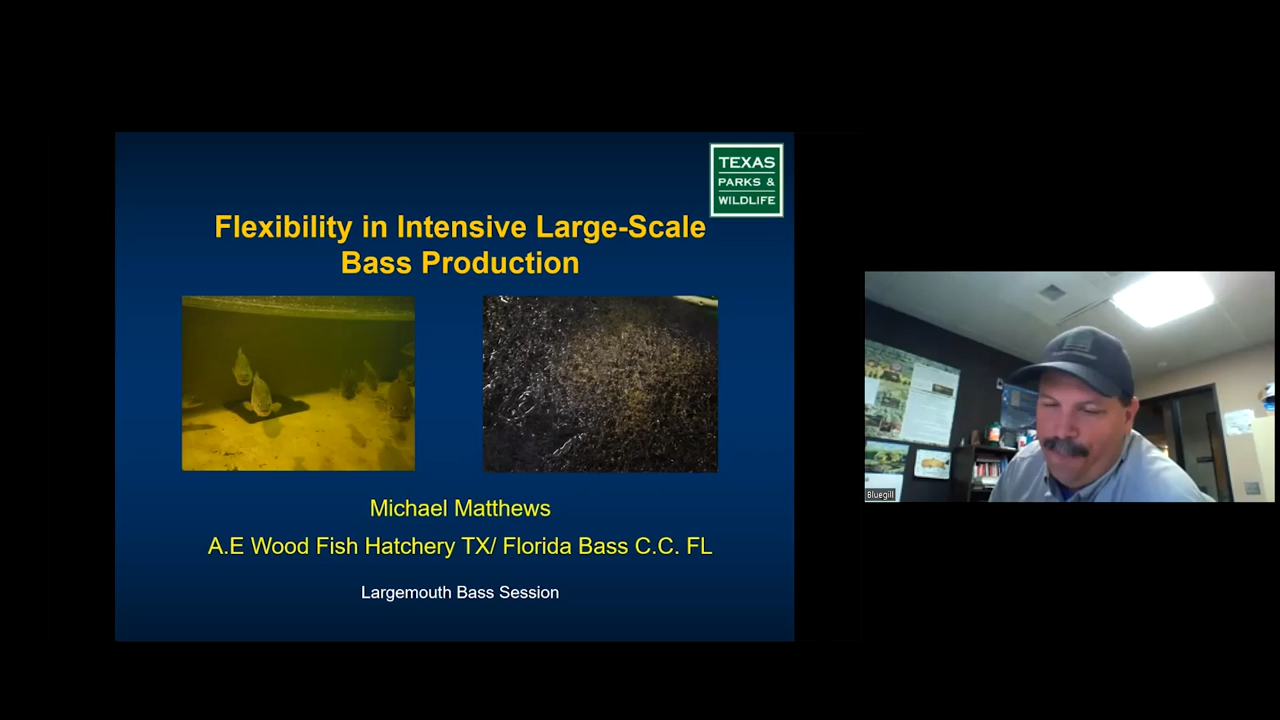 TEXAS
PARKS &
WILDLIFE
Flexibility in Intensive Large-Scale
Bass Production
Michael Matthews
A.E Wood Fish Hatchery TX/ Florida Bass C.C. FL
Largemouth Bass Session
Bluegill